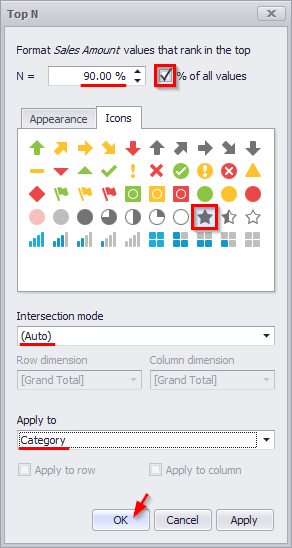 Top N
Format Sales Amount values that rank in the top
N = 90.00 % % of all values
Appearance Icons
Intersection mode
(Auto)
Row dimension Column dimension
[Grand Total] [Grand Total]
Apply to
Category
Apply to row Apply to column
OK Cancel Apply